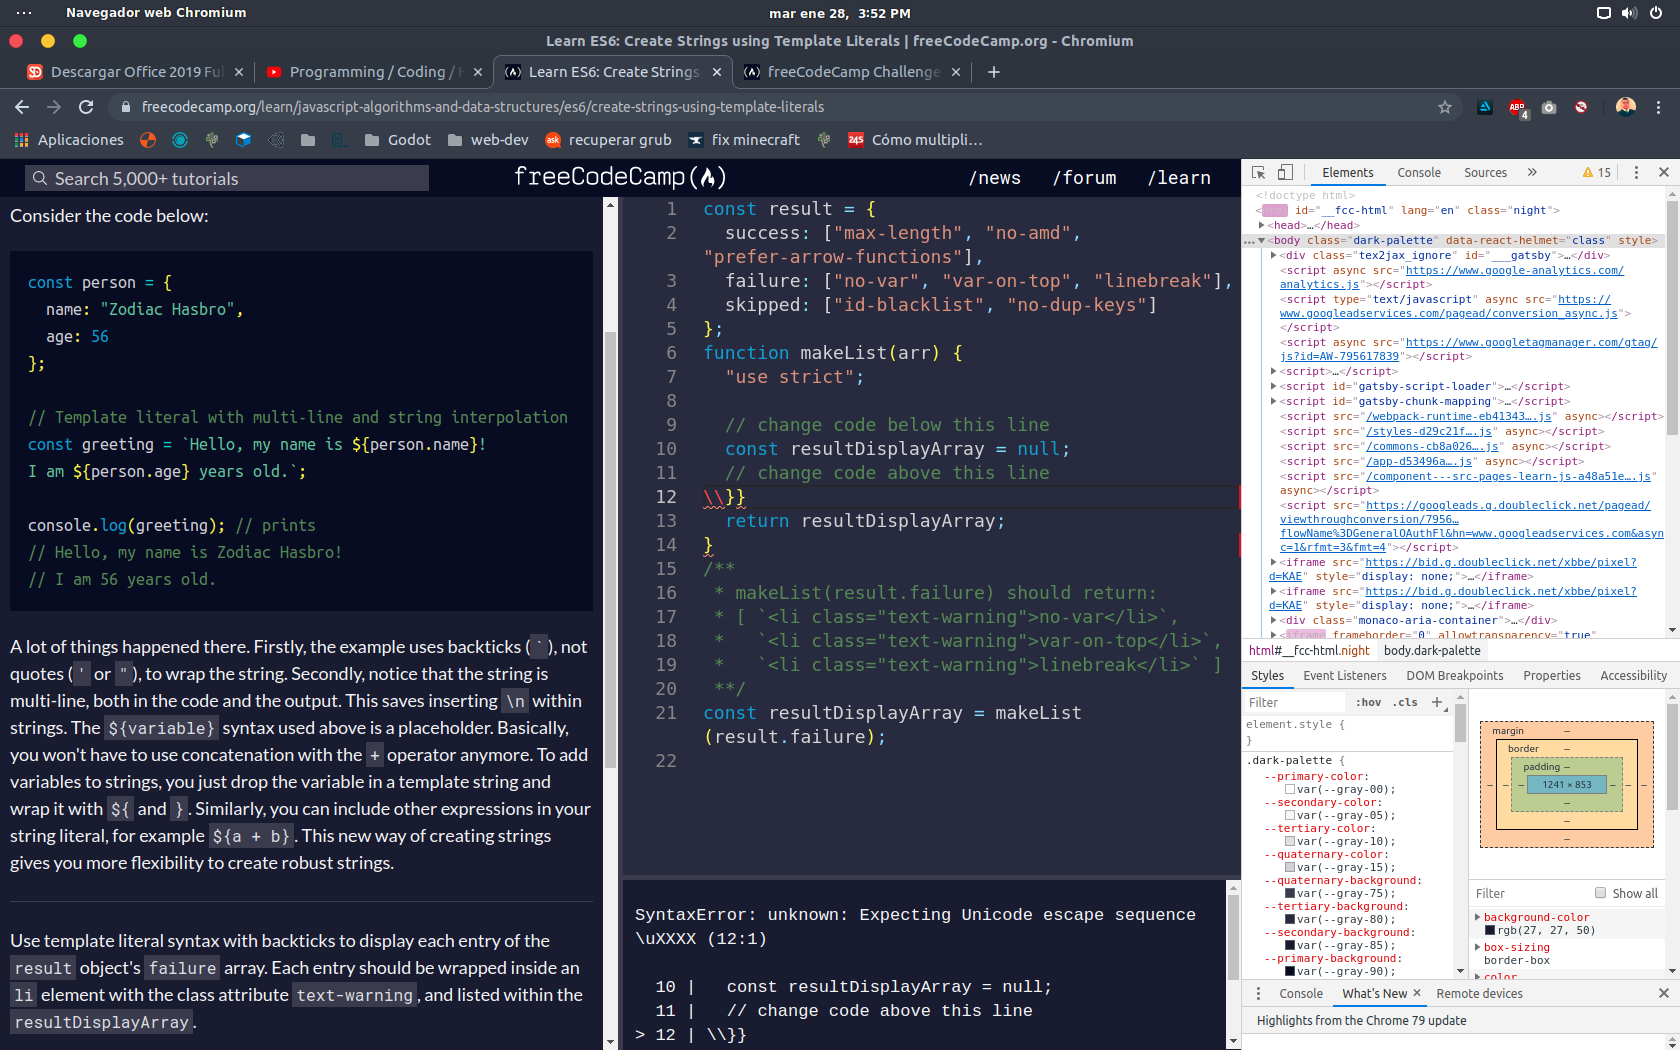 Navegador web Chromium
mar ene 28, 3:52 PM
Learn ES6: Create Strings using Template Literals | freeCodeCamp.org - Chromium
Descargar Office 2019 Ful
Programming / Coding / H
Learn ES6: Create Strings
freeCodeCamp Challenge
freecodecamp.org/learn/javascript-algorithms-and-data-structures/es6/create-strings-using-template-literals
ABP
4
Aplicaciones
Godot
web-dev
ask
recuperar grub
fix minecraft
245
Cómo multipli…
Search 5,000+ tutorials
freeCodeCamp
/news
/forum
/learn
Consider the code below:
const person = {
name: "Zodiac Hasbro",
age: 56
};
// Template literal with multi-line and string interpolation
const greeting = `Hello, my name is ${person.name}!
I am ${person.age} years old.`;
console.log(greeting); // prints
// Hello, my name is Zodiac Hasbro!
// I am 56 years old.
A lot of things happened there. Firstly, the example uses backticks (`), not
quotes (' or "), to wrap the string. Secondly, notice that the string is
multi-line, both in the code and the output. This saves inserting \n within
strings. The ${variable} syntax used above is a placeholder. Basically,
you won't have to use concatenation with the + operator anymore. To add
variables to strings, you just drop the variable in a template string and
wrap it with ${ and }. Similarly, you can include other expressions in your
string literal, for example ${a + b}. This new way of creating strings
gives you more flexibility to create robust strings.
Use template literal syntax with backticks to display each entry of the
result object's failure array. Each entry should be wrapped inside an
li element with the class attribute text-warning, and listed within the
resultDisplayArray.
1 const result = {
2 success: ["max-length", "no-amd",
"prefer-arrow-functions"],
3 failure: ["no-var", "var-on-top", "linebreak"],
4 skipped: ["id-blacklist", "no-dup-keys"]
5 };
6 function makeList(arr) {
7 "use strict";
8
9 // change code below this line
10 const resultDisplayArray = null;
11 // change code above this line
12 \\}}
13 return resultDisplayArray;
14 }
15 /**
16 * makeList(result.failure) should return:
17 * [ `<li class="text-warning">no-var</li>`,
18 * `<li class="text-warning">var-on-top</li>`,
19 * `<li class="text-warning">linebreak</li>` ]
20 **/
21 const resultDisplayArray = makeList
(result.failure);
22
SyntaxError: unknown: Expecting Unicode escape sequence
\uXXXX (12:1)
10 | const resultDisplayArray = null;
11 | // change code above this line
> 12 | \\}}
Elements
Console
Sources
15
<!doctype html>
<html id="__fcc-html" lang="en" class="night">
<head>…</head>
<body class="dark-palette" data-react-helmet="class" style>
<div class="tex2jax_ignore" id="___gatsby">…</div>
<script async src="https://www.google-analytics.com/
analytics.js"></script>
<script type="text/javascript" async src="https://
www.googleadservices.com/pagead/conversion_async.js">
</script>
<script async src="https://www.googletagmanager.com/gtag/
js?id=AW-795617839"></script>
<script>…</script>
<script id="gatsby-script-loader">…</script>
<script id="gatsby-chunk-mapping">…</script>
<script src="/webpack-runtime-eb41343….js" async></script>
<script src="/styles-d29c21f….js" async></script>
<script src="/commons-cb8a026….js" async></script>
<script src="/app-d53496a….js" async></script>
<script src="/component---src-pages-learn-js-a48a51e….js"
async></script>
<script src="https://googleads.g.doubleclick.net/pagead/
viewthroughconversion/7956…
flowName%3DGeneralOAuthFl&hn=www.googleadservices.com&asyn
c=1&rfmt=3&fmt=4"></script>
<iframe src="https://bid.g.doubleclick.net/xbbe/pixel?
d=KAE" style="display: none;">…</iframe>
<iframe src="https://bid.g.doubleclick.net/xbbe/pixel?
d=KAE" style="display: none;">…</iframe>
<div class="monaco-aria-container">…</div>
<iframe frameborder="0" allowtransparency="true"
html#__fcc-html.night
body.dark-palette
Styles
Event Listeners
DOM Breakpoints
Properties
Accessibility
Filter
:hov
.cls
+
element.style {
}
.dark-palette {
--primary-color:
var(--gray-00);
--secondary-color:
var(--gray-05);
--tertiary-color:
var(--gray-10);
--quaternary-color:
var(--gray-15);
--quaternary-background:
var(--gray-75);
--tertiary-background:
var(--gray-80);
--secondary-background:
var(--gray-85);
--primary-background:
var(--gray-90);
margin
border
padding
1241 × 853
Filter
Show all
background-color
rgb(27, 27, 50)
box-sizing
border-box
color
Console
What's New
Remote devices
Highlights from the Chrome 79 update